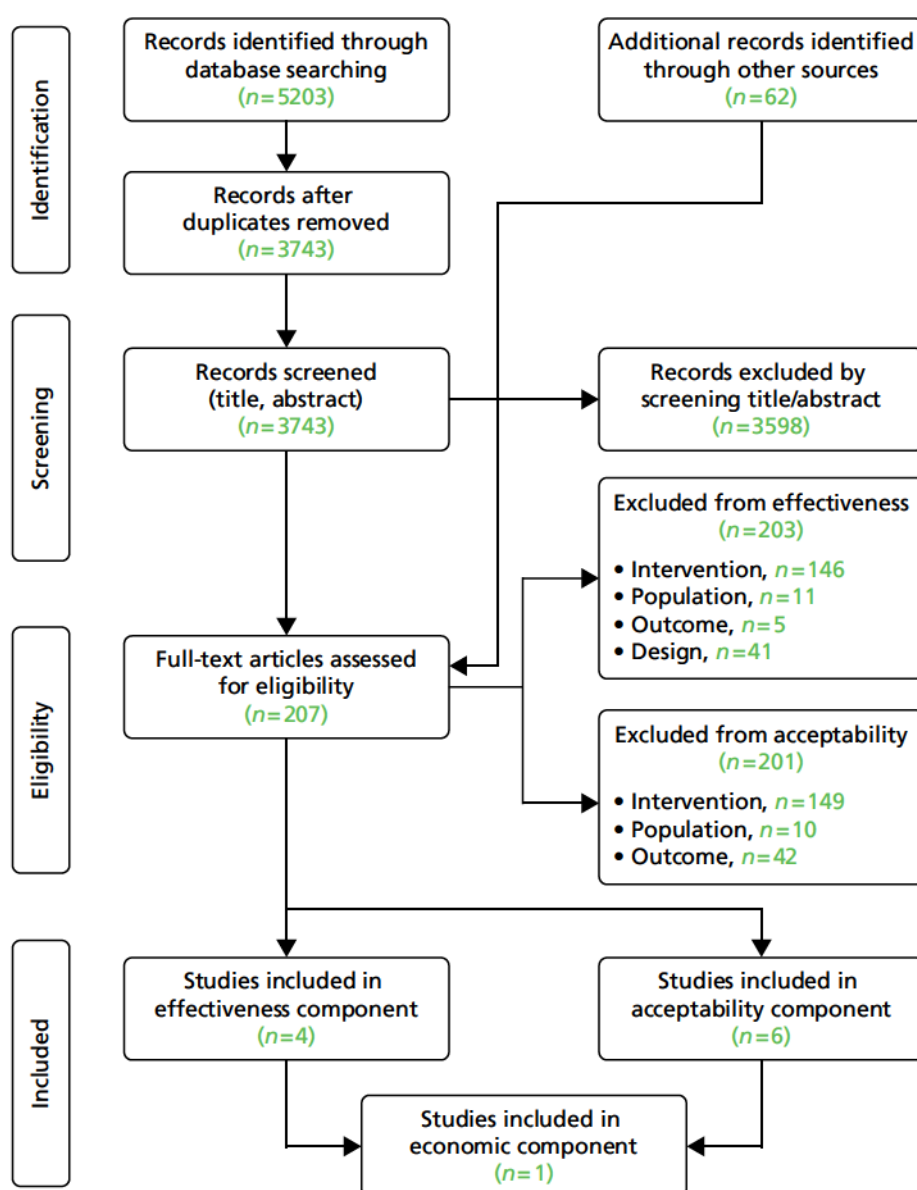 Identification
Records identified through
database searching
(n=5203)
Additional records identified
through other sources
(n=62)
Records after
duplicates removed
(n=3743)
Screening
Records screened
(title, abstract)
(n=3743)
Records excluded by
screening title/abstract
(n=3598)
Eligibility
Full-text articles assessed
for eligibility
(n=207)
Excluded from effectiveness
(n=203)
• Intervention, n=146
• Population, n=11
• Outcome, n=5
• Design, n=41
Excluded from acceptability
(n=201)
• Intervention, n=149
• Population, n=10
• Outcome, n=42
Included
Studies included in
effectiveness component
(n=4)
Studies included in
acceptability component
(n=6)
Studies included in
economic component
(n=1)